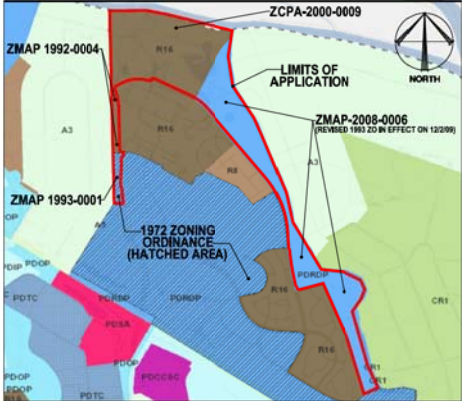 ZCPA-2000-0009
ZMAP 1992-0004
R16
NORTH
LIMITS OF
APPLICATION
ZMAP-2008-0006
(REVISED 1993 ZO IN EFFECT ON 12/2/09)
R16
A3
A3
R8
ZMAP 1993-0001
A3
1972 ZONING
ORDINANCE
(HATCHED AREA)
PDOP
PDIP
PDOP
PDRDP
PDTC
PDRDP
PDRDP
R16
CR1
PDSA
R16
PDOP
PDOP
PDCCSC
CR1
PDOP
PDTC
CR1